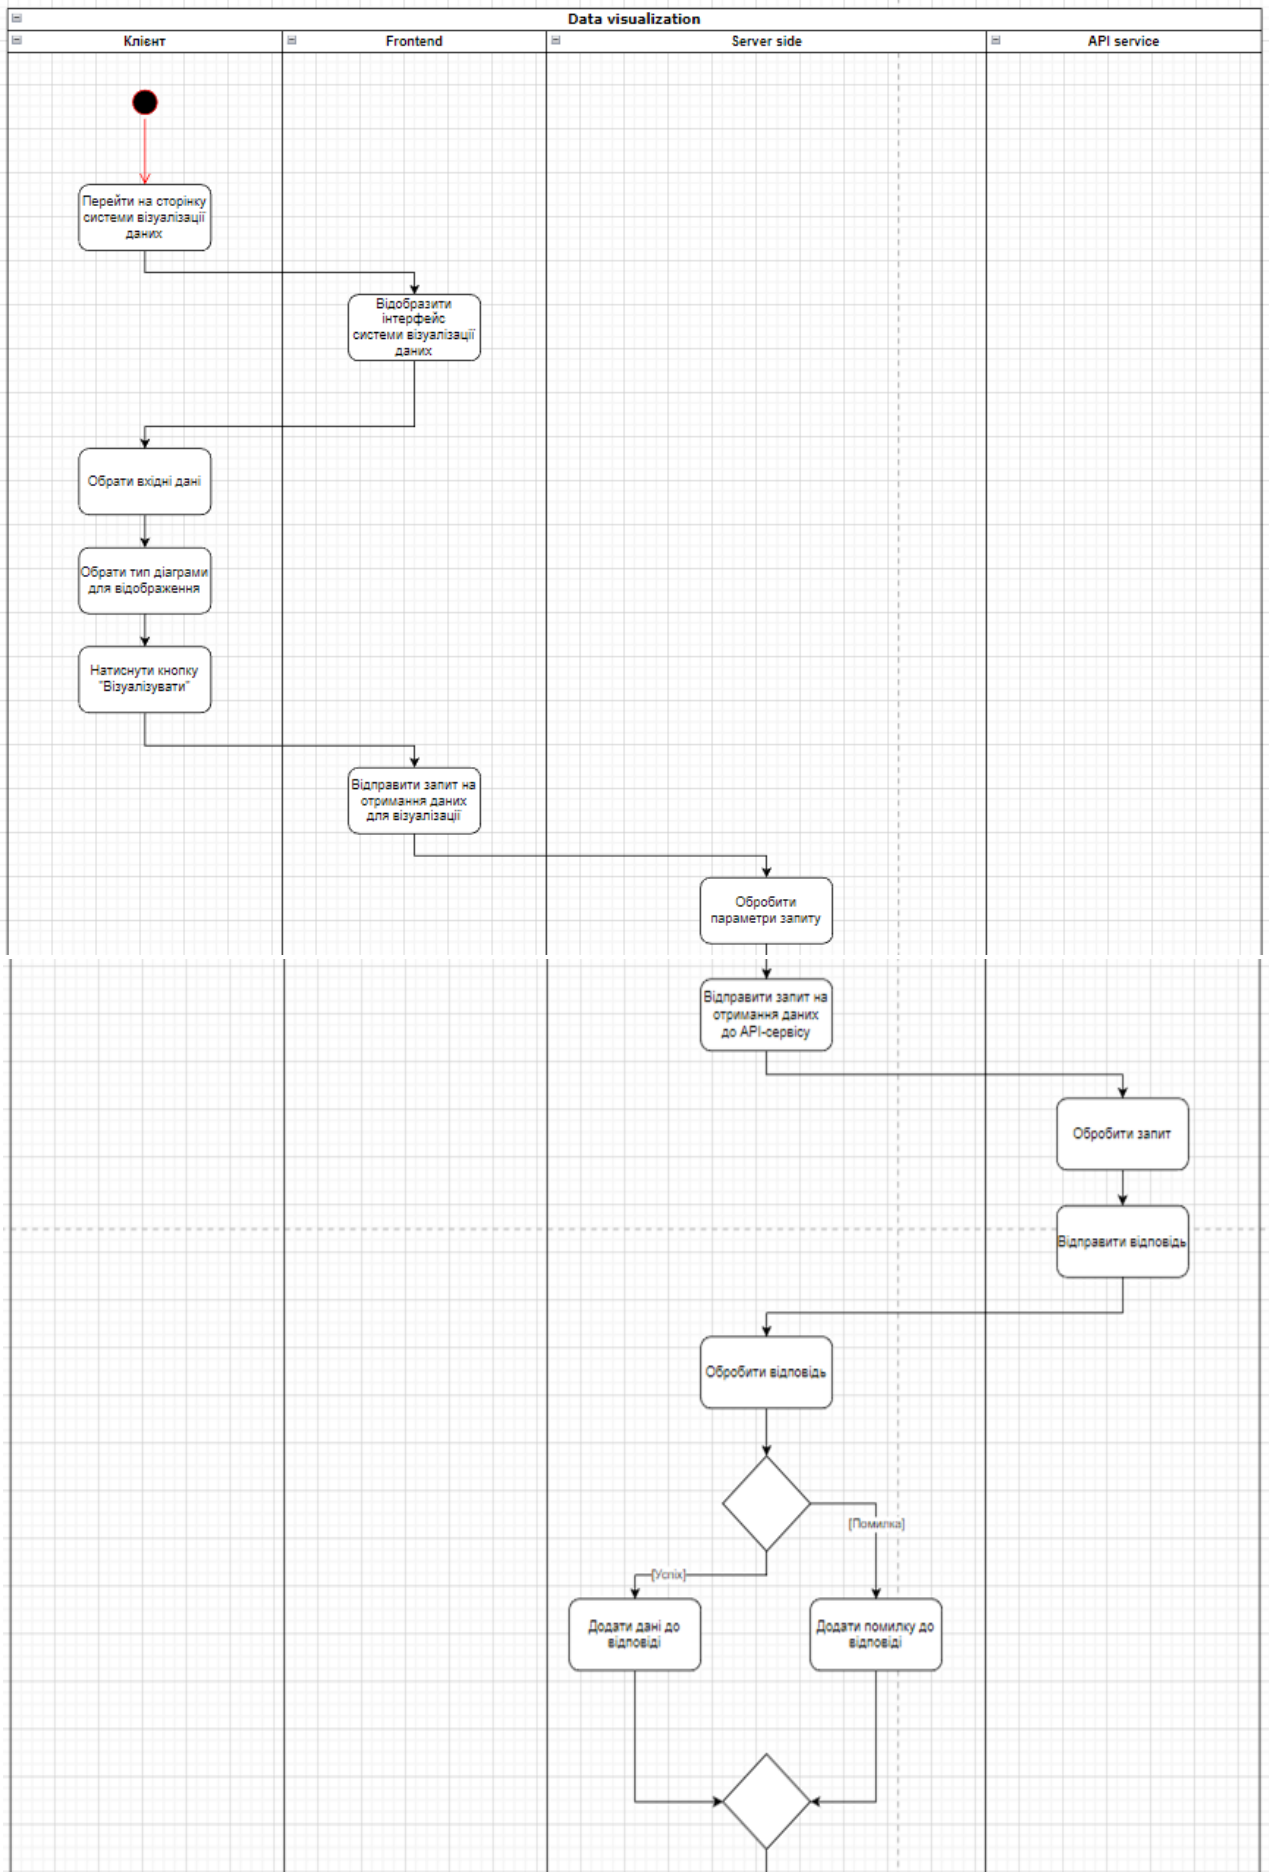 Data visualization
Клієнт
Frontend
Server side
API service
Перейти на сторінку
системи візуалізації
даних
Відобразити
інтерфейс
системи візуалізації
даних
Обрати вхідні дані
Обрати тип діаграми
для відображення
Натиснути кнопку
"Візуалізувати"
Відправити запит на
отримання даних
для візуалізації
Обробити
параметри запиту
Відправити запит на
отримання даних
до API-сервісу
Обробити запит
Відправити відповідь
Обробити відповідь
[Помилка]
[Успіх]
Додати дані до
відповіді
Додати помилку до
відповіді